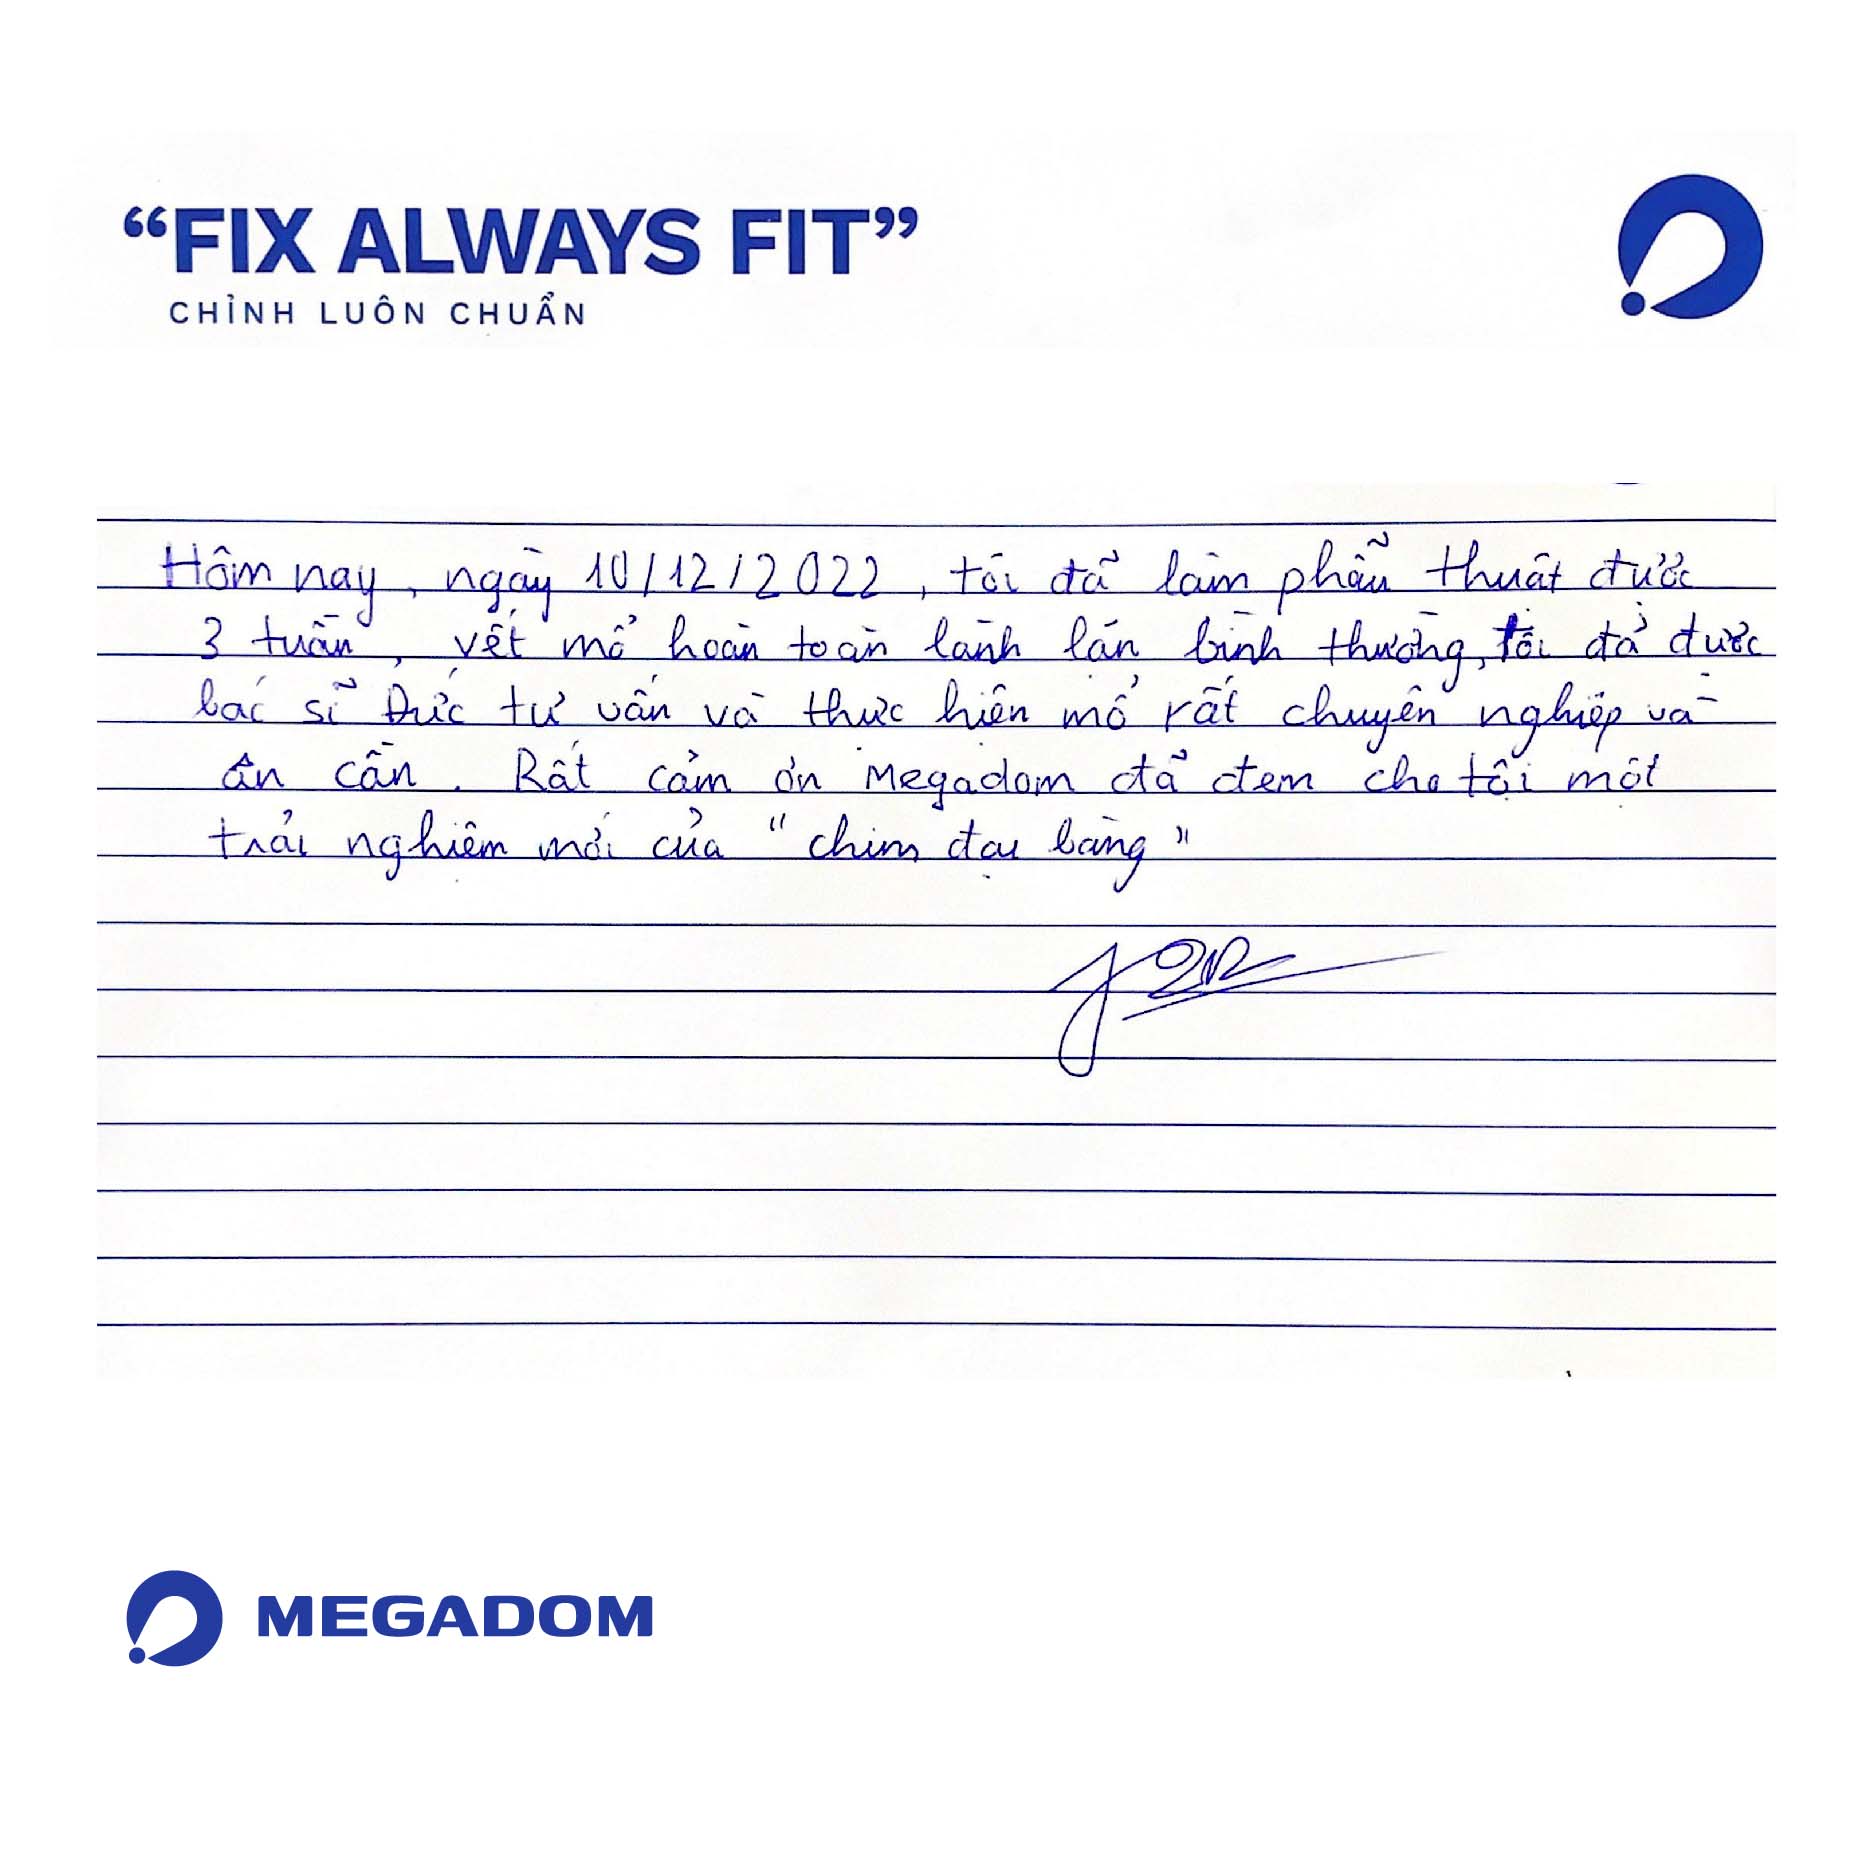 “FIX ALWAYS FIT”
CHỈNH LUÔN CHUẨN
Hôm nay, ngày 10/12/2022, tôi đã làm phẫu thuật được
3 tuần, vết mổ hoàn toàn lành lặn bình thường, tôi đả được
bác sĩ Đức tư vấn và thực hiện mổ rất chuyên nghiệp và
ân cần. Rất cảm ơn Megadom đả đem cho tôi một
trải nghiệm mới của "chim đại bàng"
MEGADOM